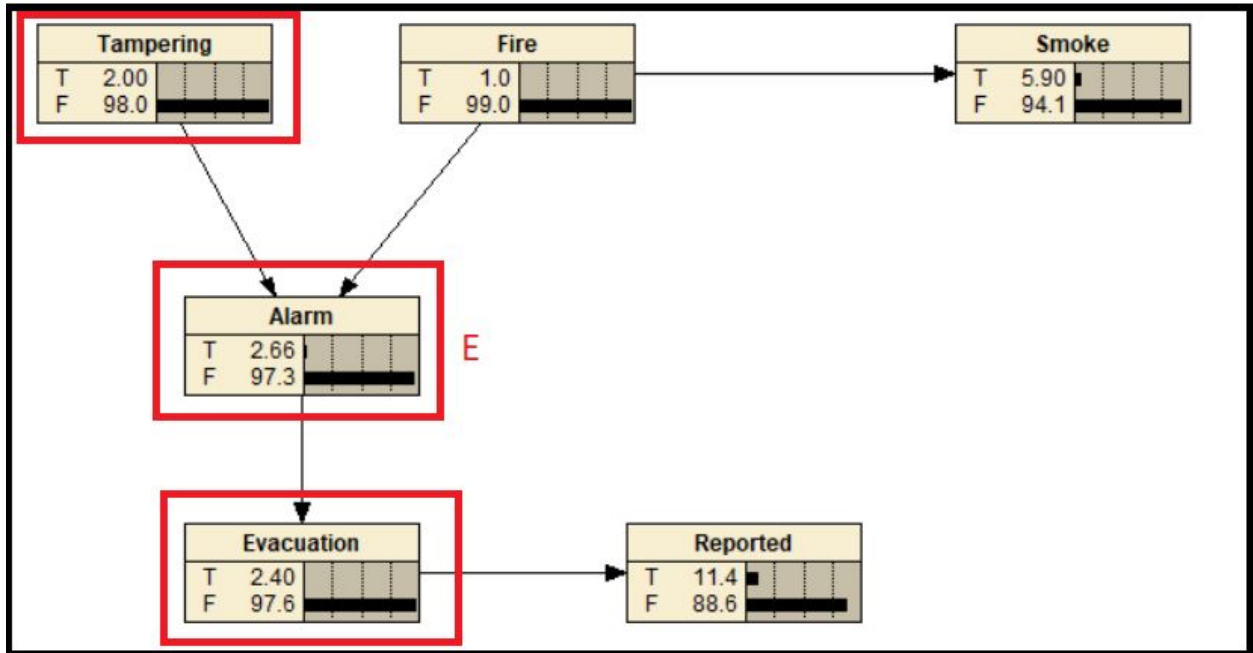 Tampering
T 2.00
F 98.0
Fire
T 1.0
F 99.0
Smoke
T 5.90
F 94.1
Alarm
T 2.66
F 97.3
E
Evacuation
T 2.40
F 97.6
Reported
T 11.4
F 88.6